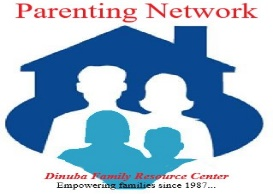 Parenting Network
Dinuba Family Resource Center
Empowering families since 1987...